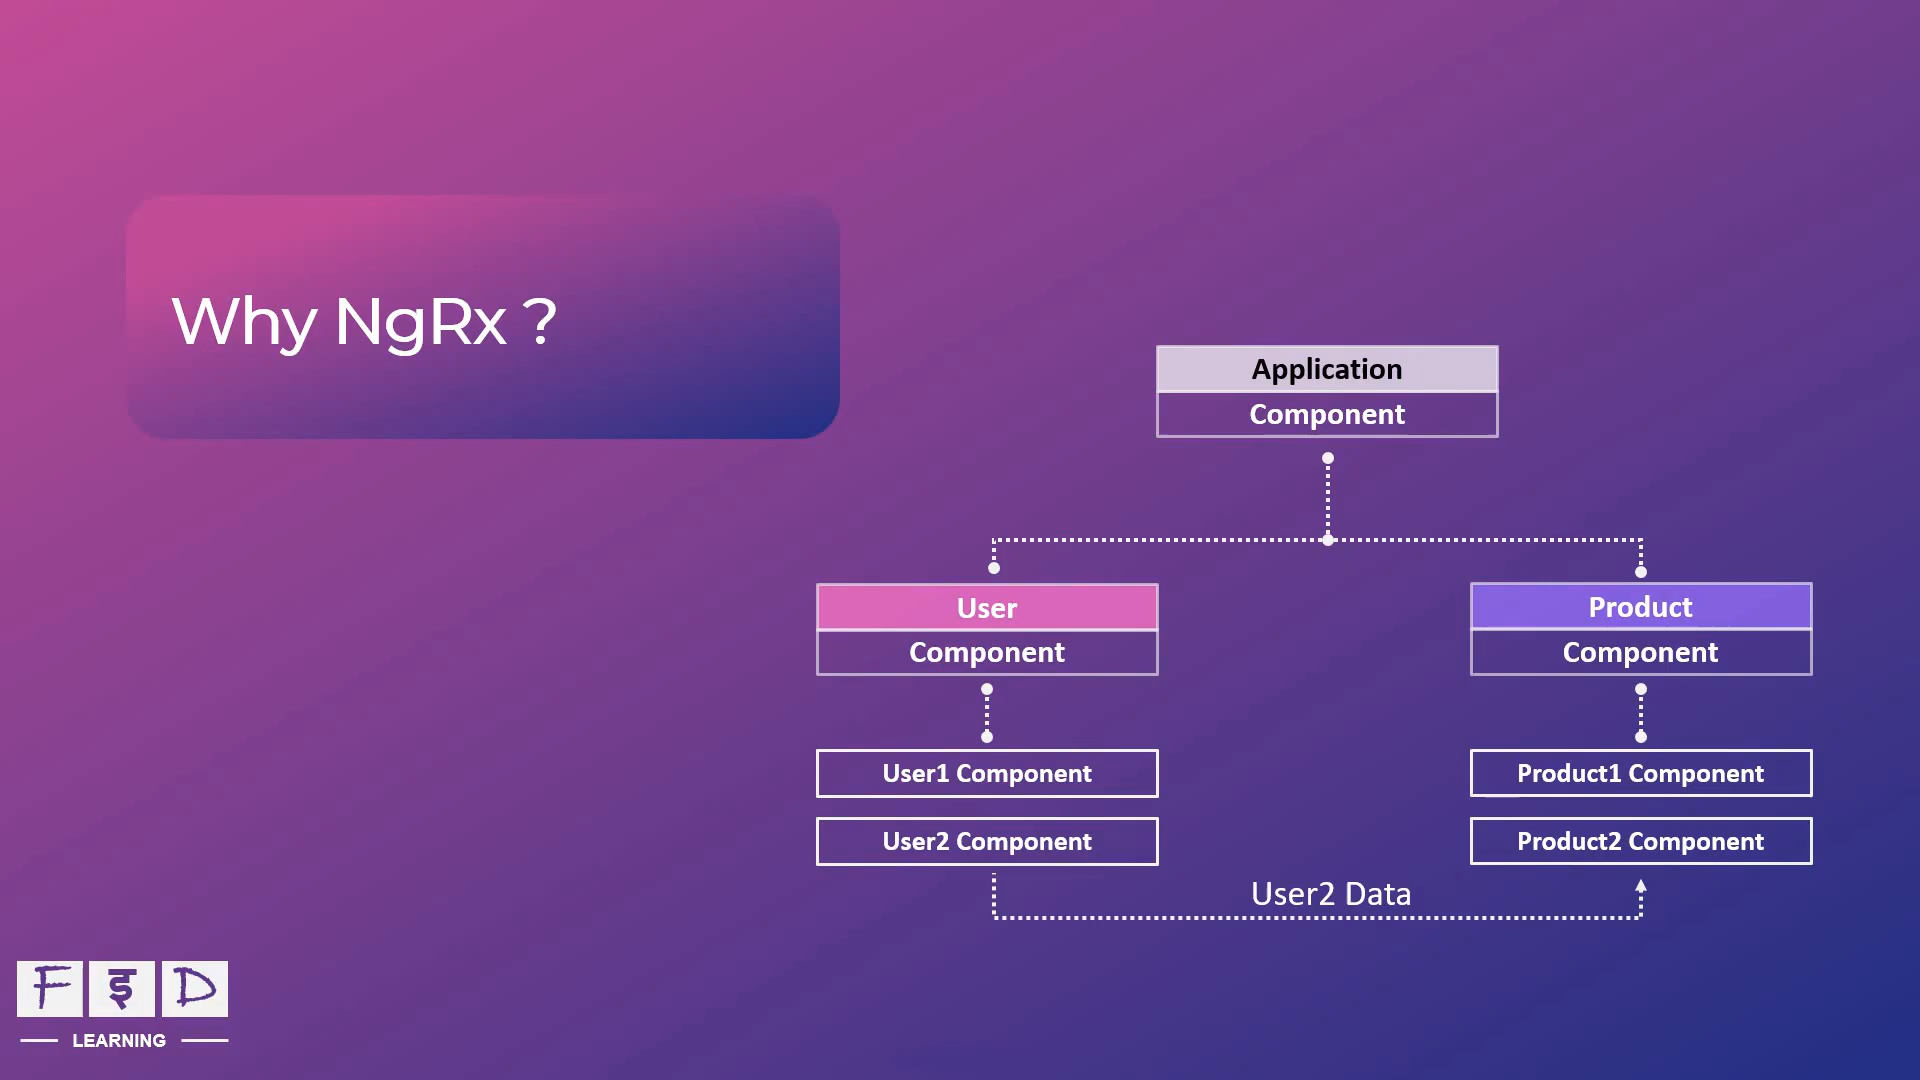 Why NgRx ?
Application
Component
User
Component
Product
Component
User1 Component
Product1 Component
User2 Component
Product2 Component
User2 Data
F इ D
LEARNING